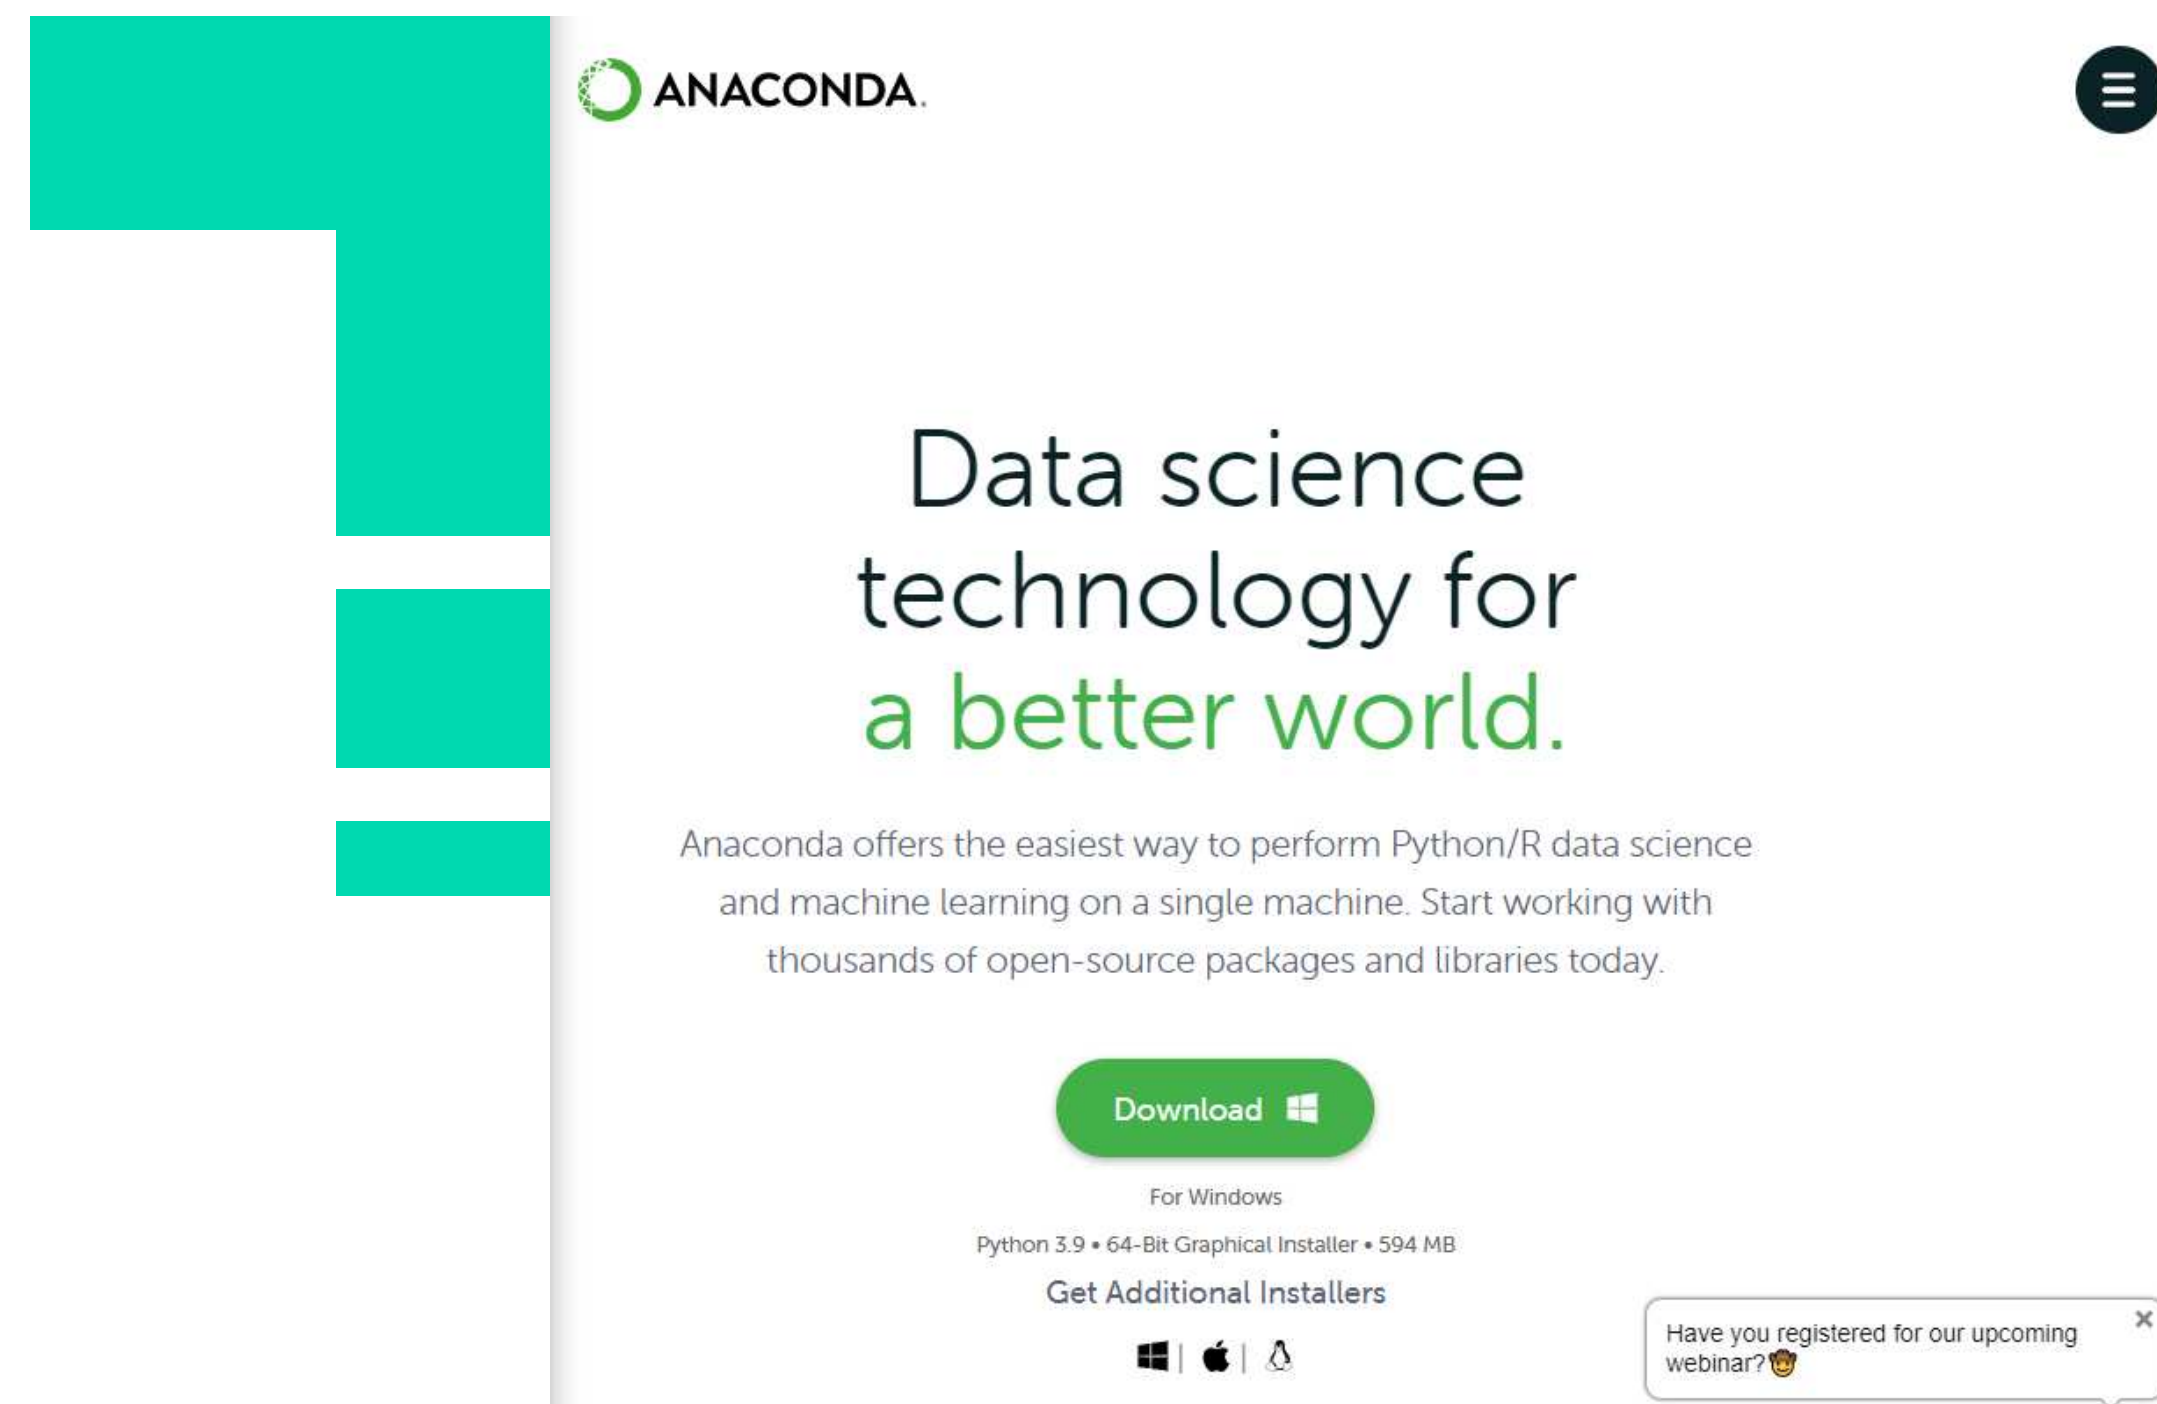 ANACONDA.
Data science
technology for
a better world.
Anaconda offers the easiest way to perform Python/R data science
and machine learning on a single machine. Start working with
thousands of open-source packages and libraries today.
Download
For Windows
Python 3.9 • 64-Bit Graphical Installer • 594 MB
Get Additional Installers
Have you registered for our upcoming
webinar?🤠